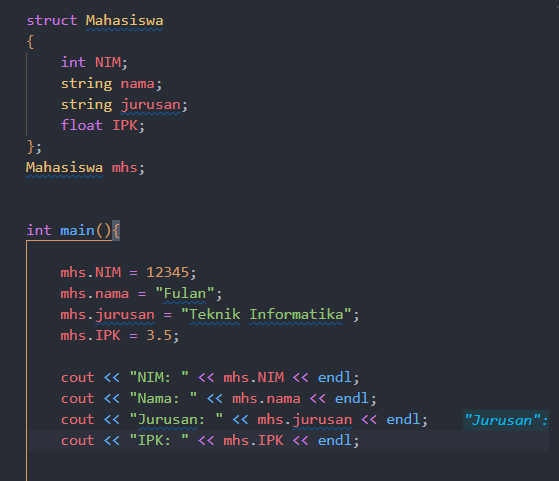 struct Mahasiswa
{
    int NIM;
    string nama;
    string jurusan;
    float IPK;
};
Mahasiswa mhs;
int main(){
    mhs.NIM = 12345;
    mhs.nama = "Fulan";
    mhs.jurusan = "Teknik Informatika";
    mhs.IPK = 3.5;
    cout << "NIM: " << mhs.NIM << endl;
    cout << "Nama: " << mhs.nama << endl;
    cout << "Jurusan: " << mhs.jurusan << endl;    "Jurusan":
    cout << "IPK: " << mhs.IPK << endl;